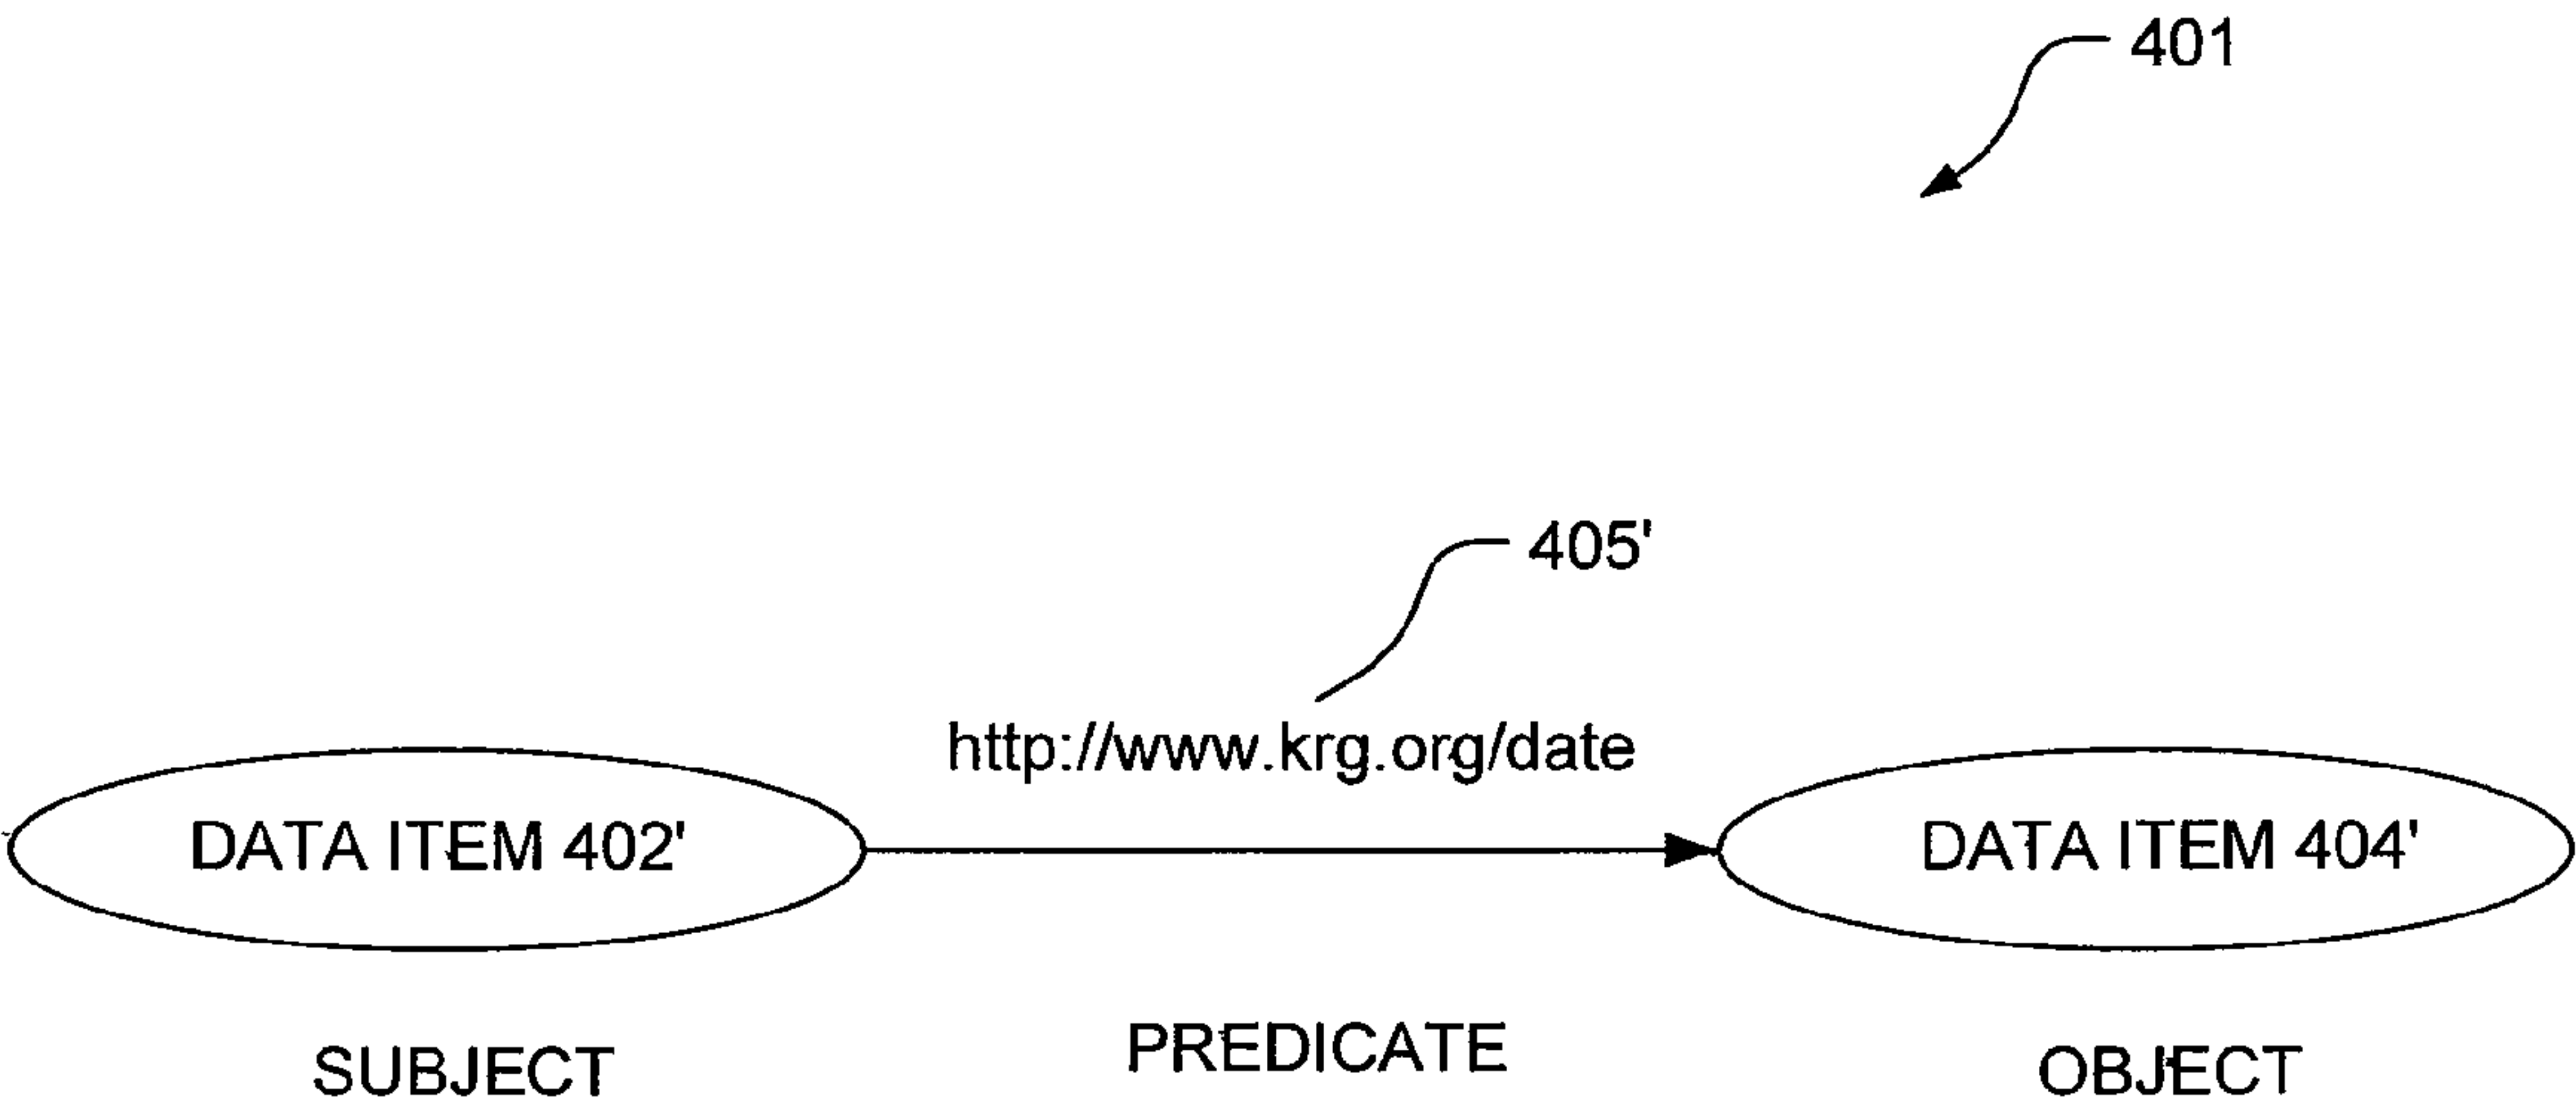 401
405'
http://www.krg.org/date
DATA ITEM 402'
DATA ITEM 404'
SUBJECT
PREDICATE
OBJECT